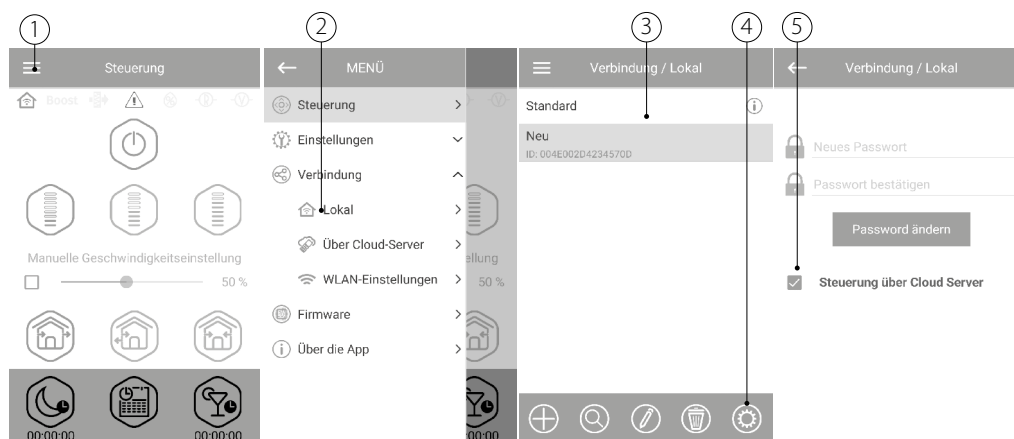 1
2
3
4
5
Steuerung
Boost
Manuelle Geschwindigkeitseinstellung
50 %
00:00:00
00:00:00
MENÜ
Steuerung
Einstellungen
Verbindung
Lokal
Über Cloud-Server
WLAN-Einstellungen
Firmware
Über die App
ellung
50 %
00:00
Verbindung / Lokal
Standard
Neu
ID: 004E002D4234570D
Verbindung / Lokal
Neues Passwort
Passwort bestätigen
Password ändern
Steuerung über Cloud Server